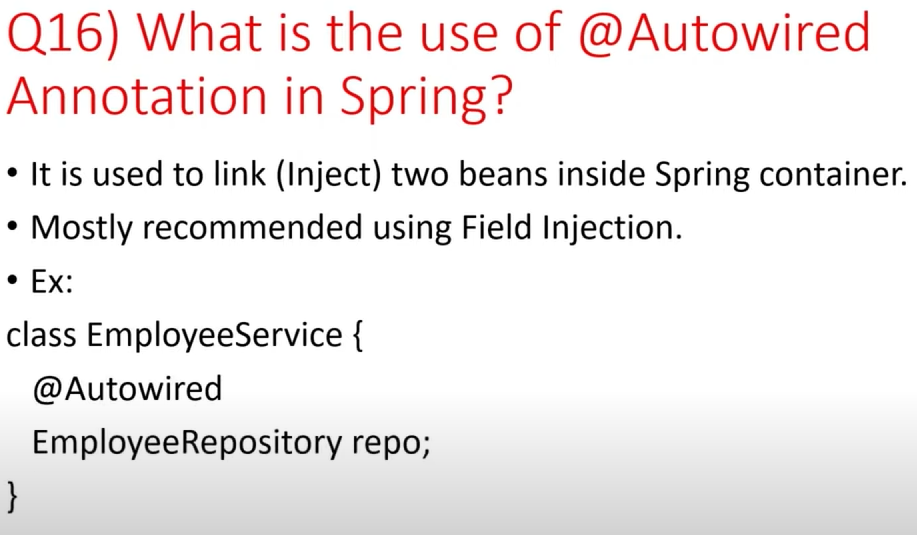 Q16) What is the use of @Autowired
Annotation in Spring?
• It is used to link (Inject) two beans inside Spring container.
• Mostly recommended using Field Injection.
• Ex:
class EmployeeService {
@Autowired
EmployeeRepository repo;
}